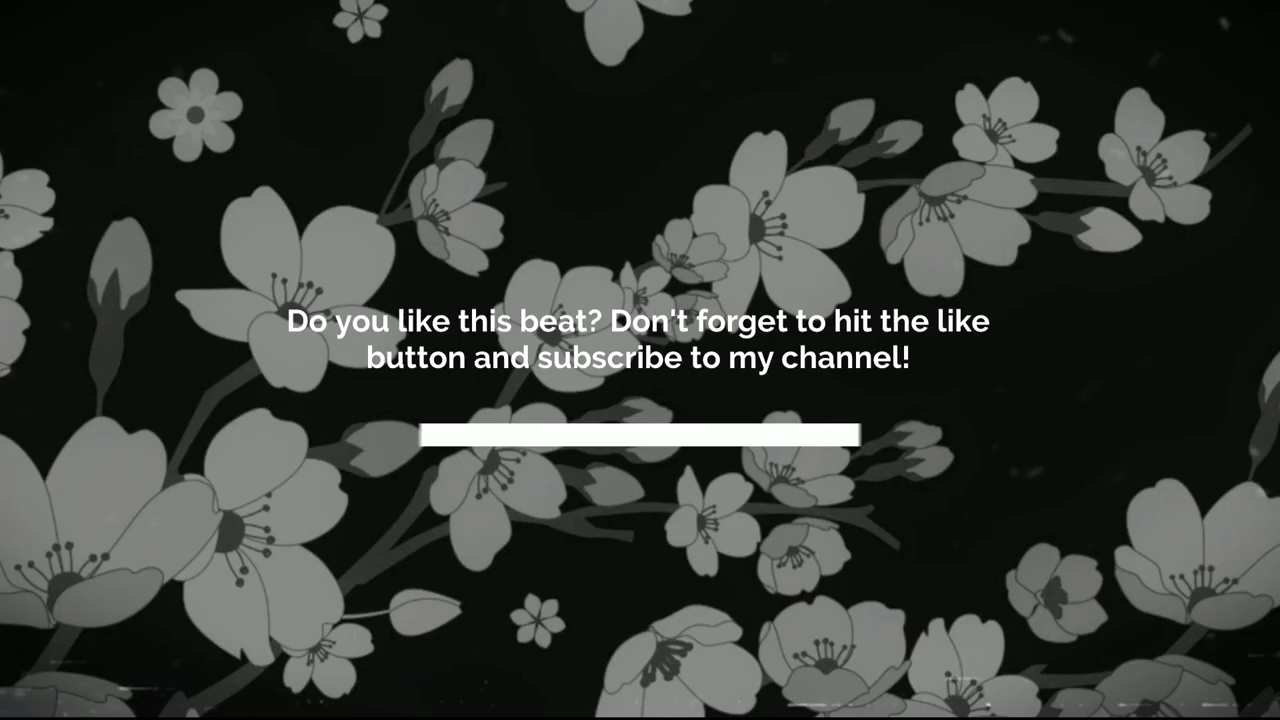 Do you like this beat? Don't forget to hit the like
button and subscribe to my channel!